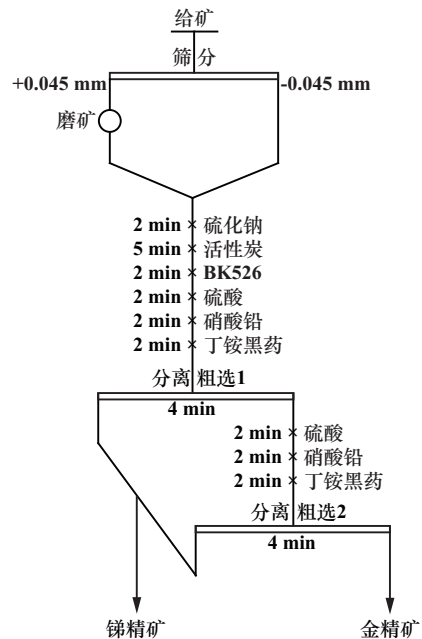 给矿
筛 分
+0.045 mm
-0.045 mm
磨矿
2 min × 硫化钠
5 min × 活性炭
2 min × BK526
2 min × 硫酸
2 min × 硝酸铅
2 min × 丁铵黑药
分离 粗选1
4 min
2 min × 硫酸
2 min × 硝酸铅
2 min × 丁铵黑药
分离 粗选2
4 min
锑精矿
金精矿